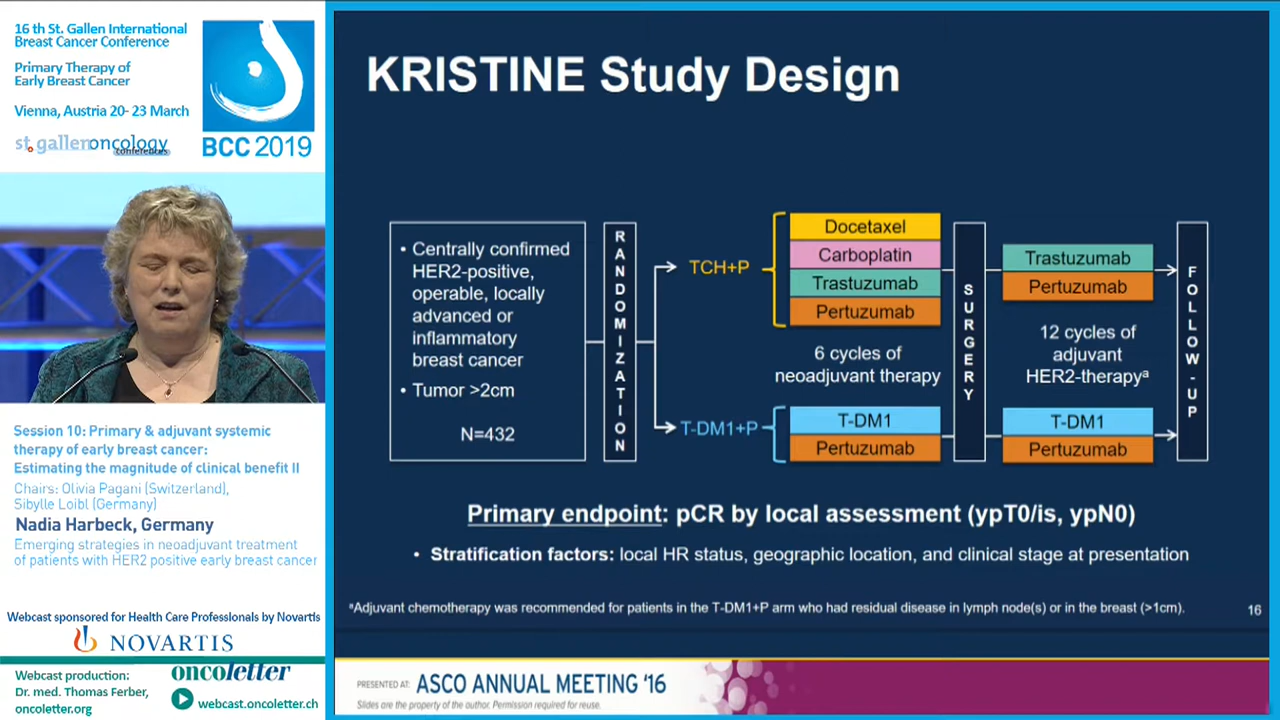 16 th St. Gallen International
Breast Cancer Conference
Primary Therapy of
Early Breast Cancer
Vienna, Austria 20- 23 March
st.gallenoncology
conferences
BCC 2019
Session 10: Primary & adjuvant systemic
therapy of early breast cancer:
Estimating the magnitude of clinical benefit II
Chairs: Olivia Pagani (Switzerland),
Sibylle Loibl (Germany)
Nadia Harbeck, Germany
Emerging strategies in neoadjuvant treatment
of patients with HER2 positive early breast cancer
Webcast sponsored for Health Care Professionals by Novartis
NOVARTIS
Webcast production:
Dr. med. Thomas Ferber,
oncoletter.org
oncoletter
webcast.oncoletter.ch
KRISTINE Study Design
• Centrally confirmed
HER2-positive,
operable, locally
advanced or
inflammatory
breast cancer
• Tumor >2cm
N=432
RANDOMIZATION
TCH+P
Docetaxel
Carboplatin
Trastuzumab
Pertuzumab
6 cycles of
neoadjuvant therapy
T-DM1+P
T-DM1
Pertuzumab
SURGERY
Trastuzumab
Pertuzumab
12 cycles of
adjuvant
HER2-therapyª
T-DM1
Pertuzumab
FOLLOW-UP
Primary endpoint: pCR by local assessment (ypT0/is, ypN0)
• Stratification factors: local HR status, geographic location, and clinical stage at presentation
ªAdjuvant chemotherapy was recommended for patients in the T-DM1+P arm who had residual disease in lymph node(s) or in the breast (>1cm).
16
PRESENTED AT: ASCO ANNUAL MEETING '16
Slides are the property of the author. Permission required for reuse.